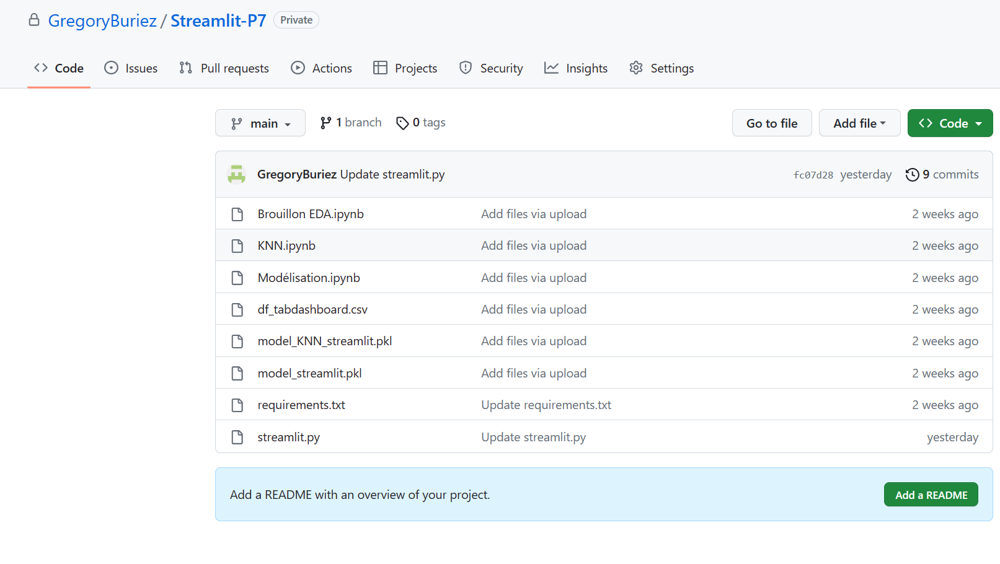 GregoryBuriez / Streamlit-P7 Private
Code Issues Pull requests Actions Projects Security Insights Settings
main 1 branch 0 tags Go to file Add file Code
GregoryBuriez Update streamlit.py fc07d28 yesterday 9 commits
Brouillon EDA.ipynb Add files via upload 2 weeks ago
KNN.ipynb Add files via upload 2 weeks ago
Modélisation.ipynb Add files via upload 2 weeks ago
df_tabdashboard.csv Add files via upload 2 weeks ago
model_KNN_streamlit.pkl Add files via upload 2 weeks ago
model_streamlit.pkl Add files via upload 2 weeks ago
requirements.txt Update requirements.txt 2 weeks ago
streamlit.py Update streamlit.py yesterday
Add a README with an overview of your project. Add a README